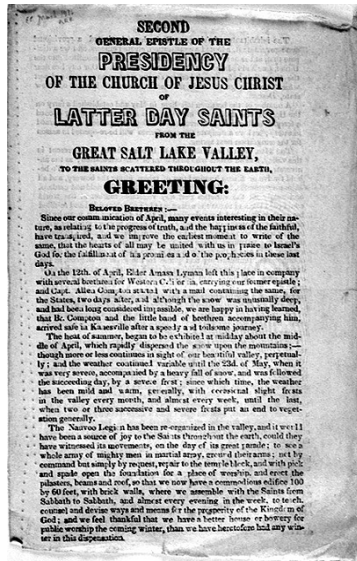 SECOND
GENERAL EPISTLE OF THE
PRESIDENCY
OF THE CHURCH OF JESUS CHRIST
OF
LATTER DAY SAINTS
FROM THE
GREAT SALT LAKE VALLEY,
TO THE SAINTS SCATTERED THROUGHOUT THE EARTH,
GREETING:
BELOVED BRETHREN:—
Since our communication of April, many events interesting in their na-
ture, as relating to the progress of truth, and the happiness of the faithful,
have transpired, and we improve the earliest moment to write of the
same, that the hearts of all may be united with us in praise to Israel's
God for the fulfillment of his promises and of the prophecies in these last
days.
On the 12th. of April, Elder Amasa Lyman left this place in company
with several brethren for Western California, carrying our former epistle;
and Capt. Allen Compton started with a mail containing the same, for
the States, two days after, and although the snow was unusually deep,
and had been long considered impassible, we are happy in having learned,
that Br. Compton and the little band of brethren accompanying him,
arrived safe in Kanesville after a speedy and toilsome journey.
The heat of summer, began to be exhibited at midday about the mid-
dle of April, which rapidly dispersed the snow upon the mountains;—
though more or less continues in sight of our beautiful valley, perpetual-
ly; and the weather continued variable until the 23d. of May, when it
was very severe, accompanied by a heavy fall of snow, and was followed
the succeeding day, by a severe frost; since which time, the weather
has been mild and warm, generally, with occasional slight frosts
in the valley every month, and almost every week, until the last,
when two or three successive and severe frosts put an end to veget-
ation generally.
The Nauvoo Legion has been re-organized in the valley, and it would
have been a source of joy to the Saints throughout the earth, could they
have witnessed its movements, on the day of its great parade; to see a
whole army of mighty men in martial array, ground their arms; not by
command but simply by request, repair to the temple block, and with pick
and spade open the foundation for a place of worship, and erect the
pilasters, beams and roof, so that we now have a commodious edifice 100
by 60 feet, with brick walls, where we assemble with the Saints from
Sabbath to Sabbath, and almost every evening in the week, to teach,
counsel and devise ways and means for the prosperity of the Kingdom of
God; and we feel thankful that we have a better house or bowery for
public worship the coming winter, than we have heretofore had any win-
ter in this dispensation.